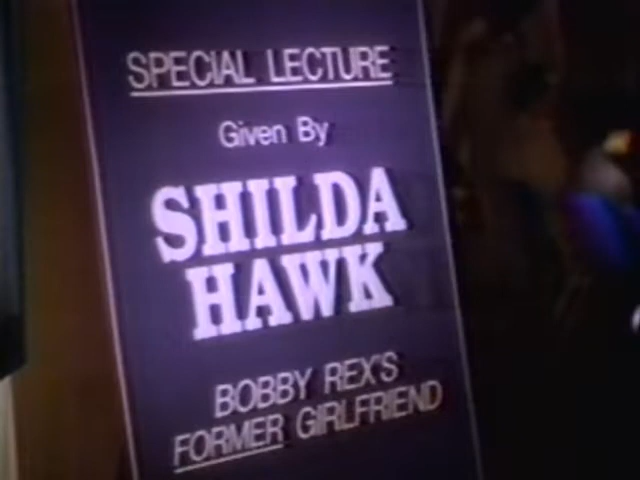 SPECIAL LECTURE
Given By
SHILDA
HAWK
BOBBY REX'S
FORMER GIRLFRIEND